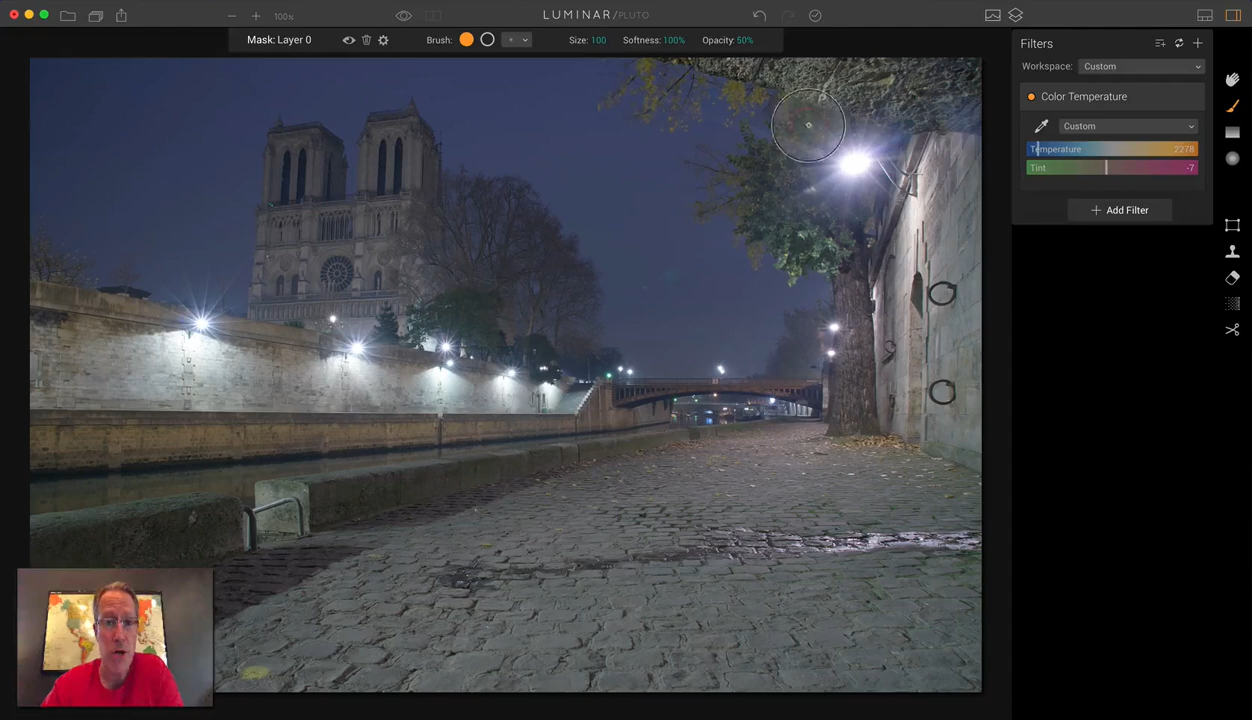 100%
LUMINAR/PLUTO
Mask: Layer 0
Brush:
Size: 100
Softness: 100%
Opacity: 50%
Filters
Workspace: Custom
Color Temperature
Custom
Temperature 2278
Tint -7
Add Filter